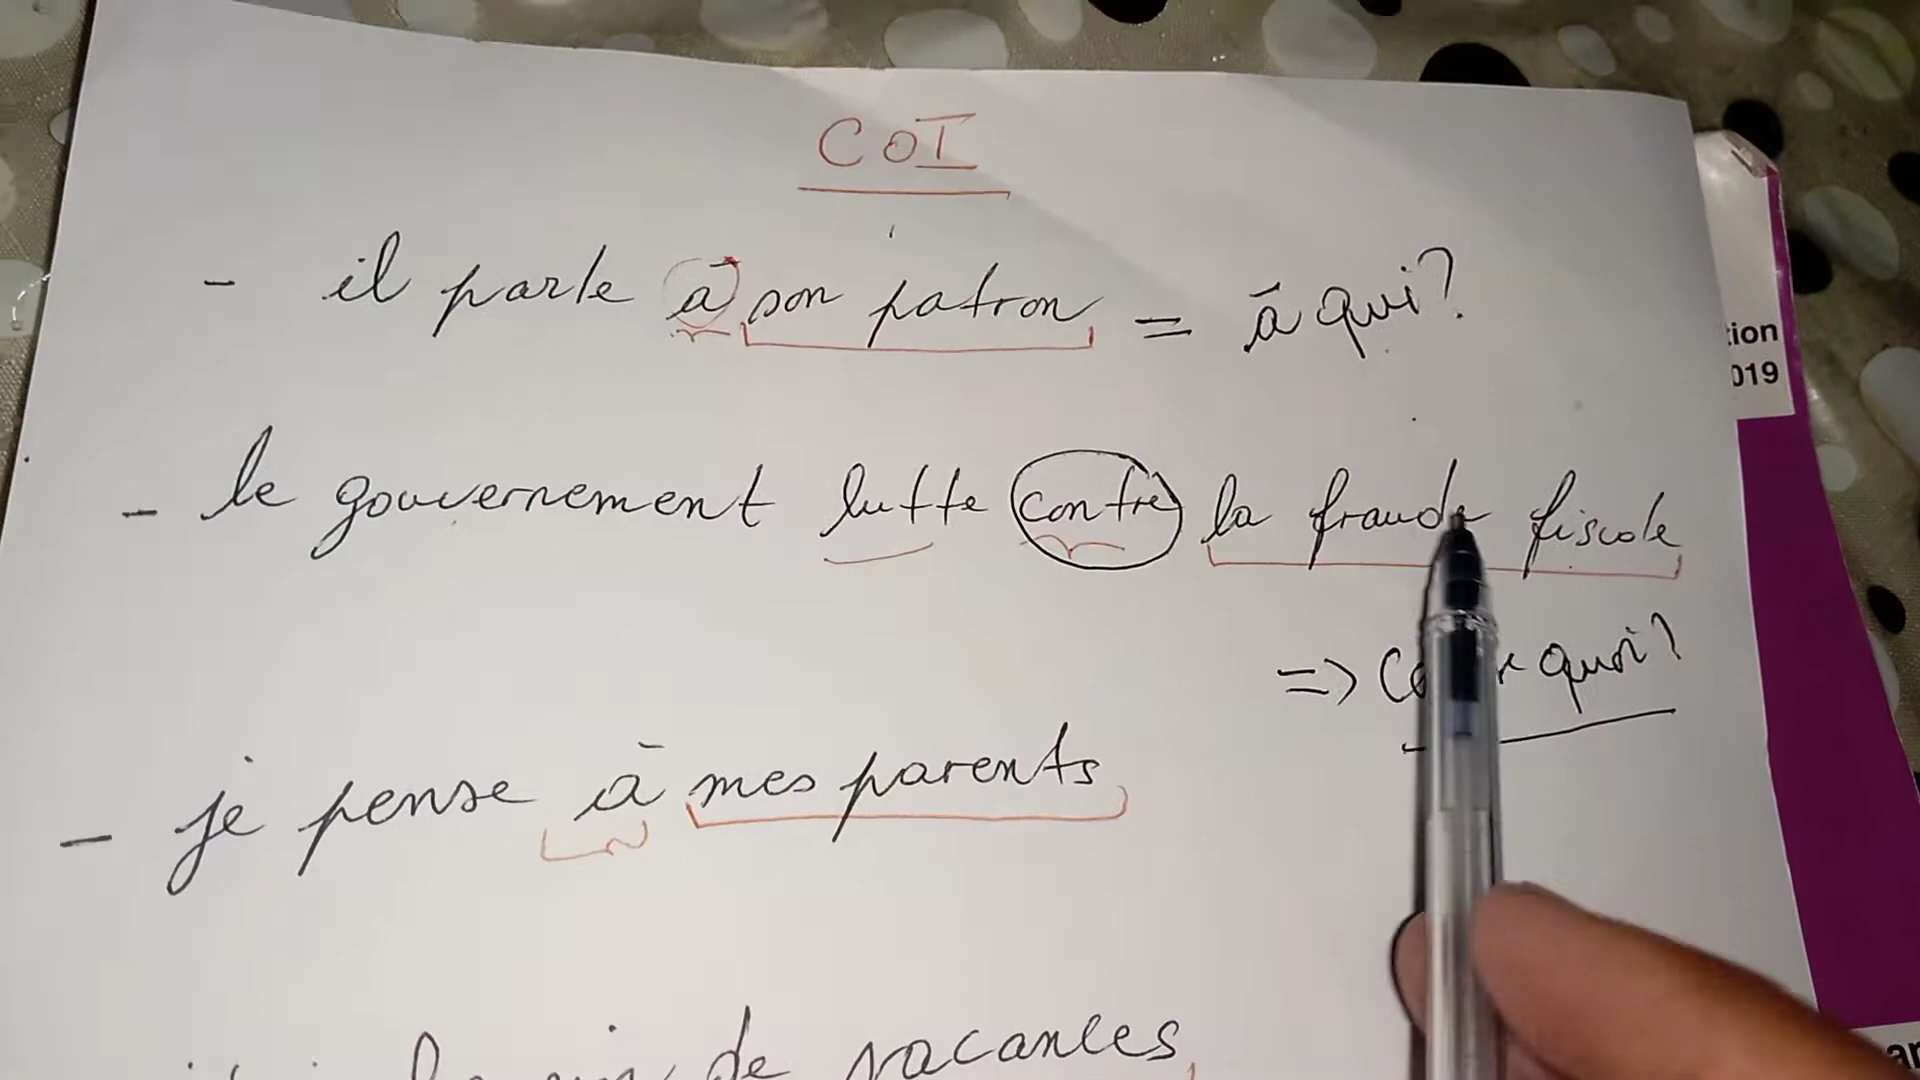 COI
- il parle à son patron = à qui?
- le gouvernement lutte contre la fraude fiscale
=> quoi?
- je pense à mes parents
de vacances
tion
019